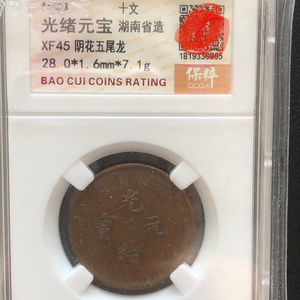 十文
光绪元宝 湖南省造
XF45 阴花五尾龙
28.0*1.6mm*7.1g
BAO CUI COINS RATING
保粹
CCGA
光
寶 元
緒